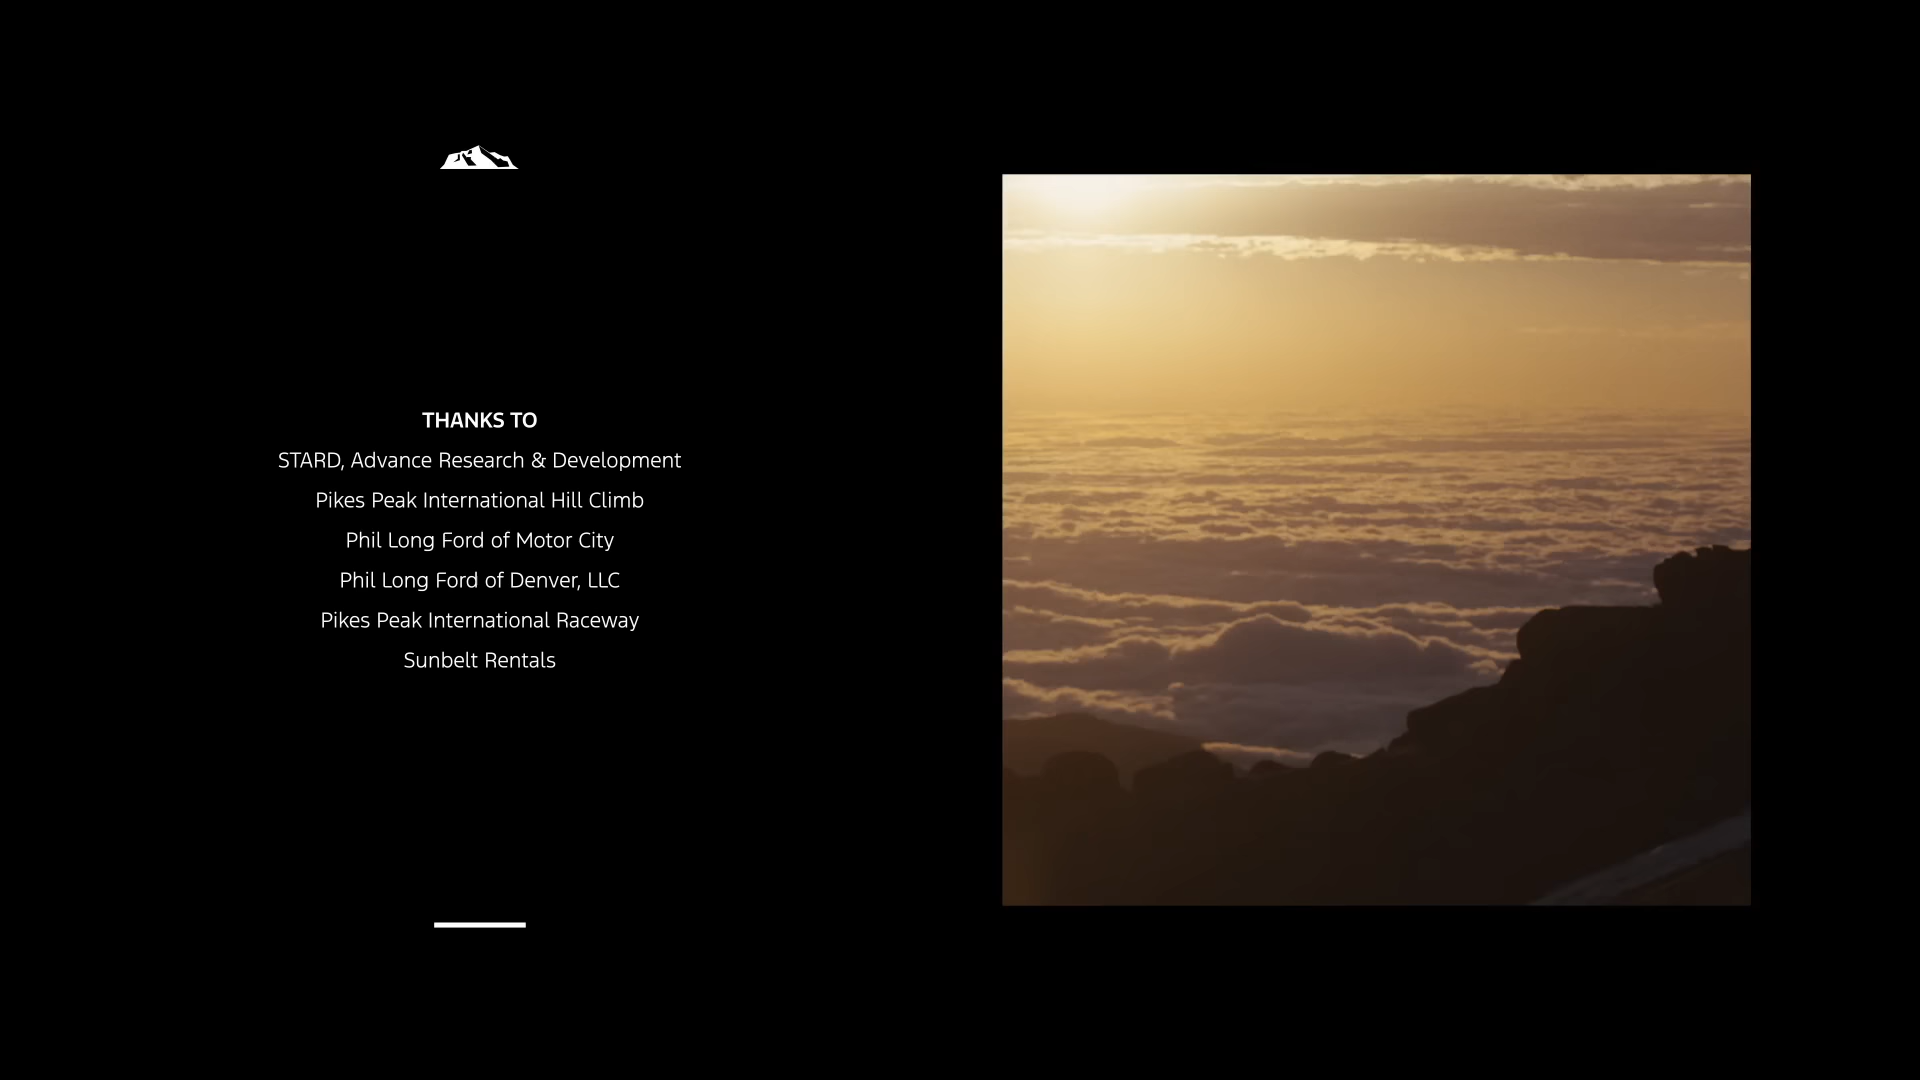 THANKS TO
STARD, Advance Research & Development
Pikes Peak International Hill Climb
Phil Long Ford of Motor City
Phil Long Ford of Denver, LLC
Pikes Peak International Raceway
Sunbelt Rentals